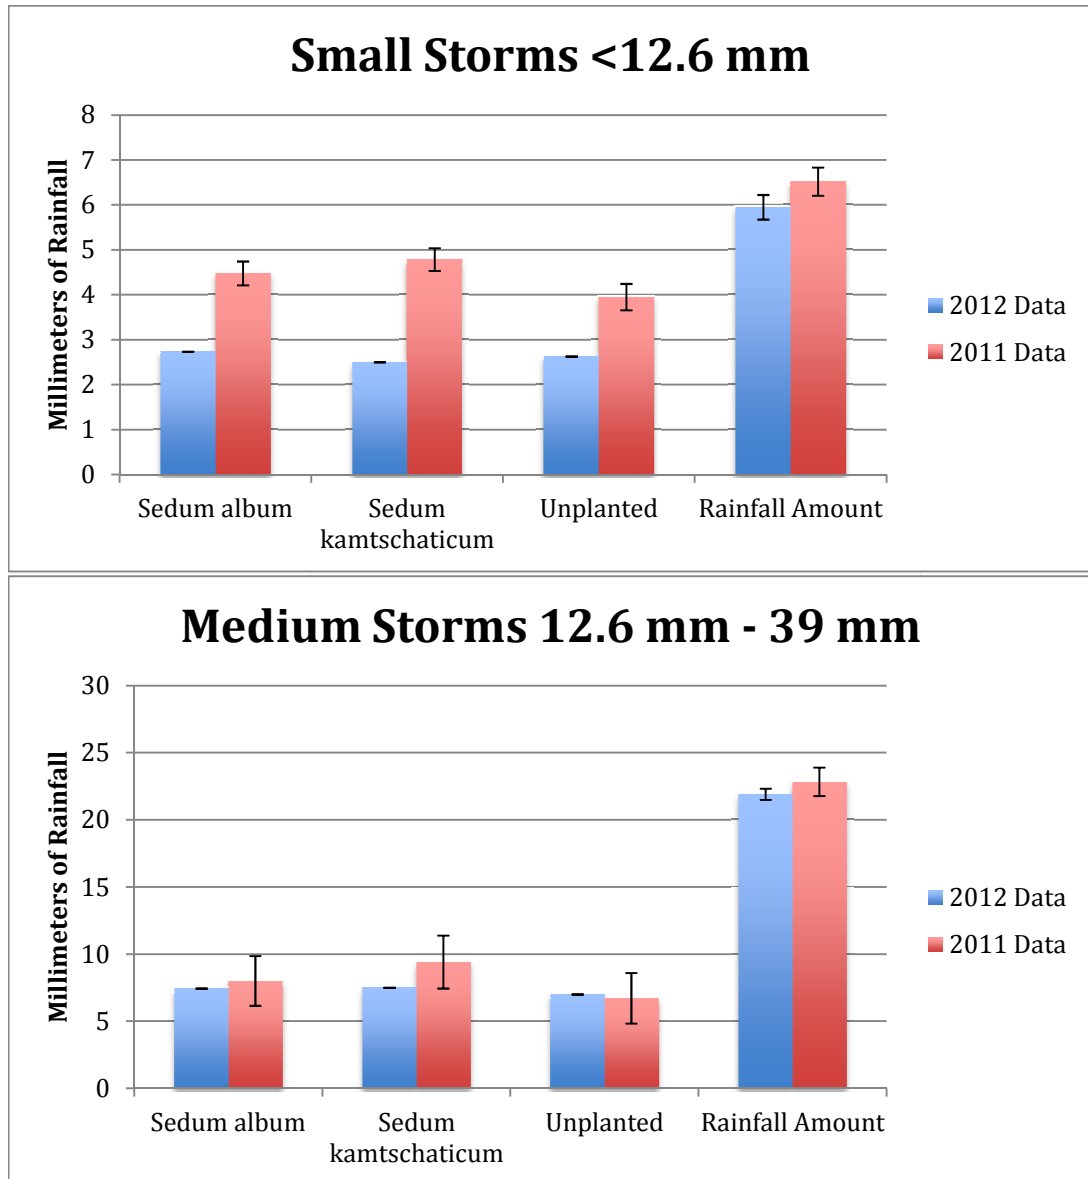 Small Storms <12.6 mm
Millimeters of Rainfall
8
7
6
5
4
3
2
1
0
Sedum album
Sedum
kamtschaticum
Unplanted
Rainfall Amount
2012 Data
2011 Data
Medium Storms 12.6 mm - 39 mm
Millimeters of Rainfall
30
25
20
15
10
5
0
Sedum album
Sedum
kamtschaticum
Unplanted
Rainfall Amount
2012 Data
2011 Data